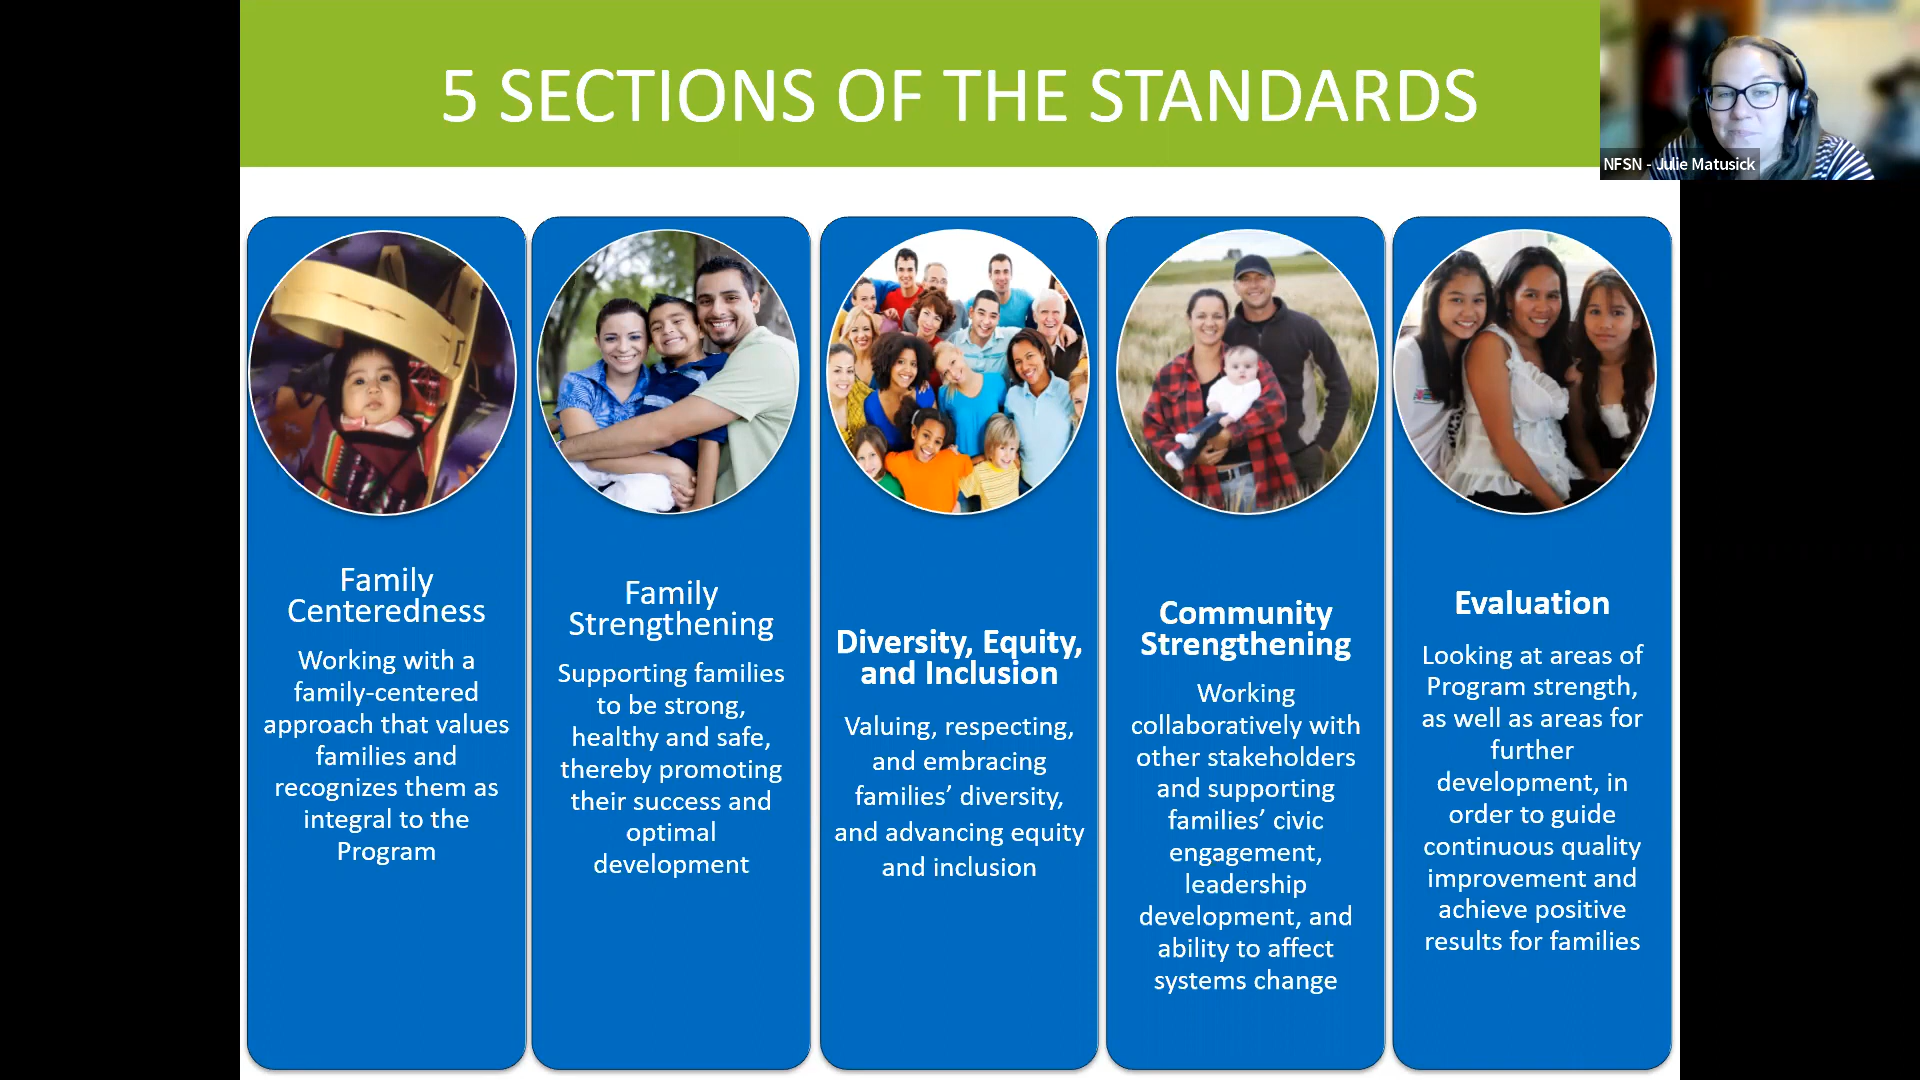 5 SECTIONS OF THE STANDARDS
NFSN - Julie Matusick
Family
Centeredness
Working with a
family-centered
approach that values
families and
recognizes them as
integral to the
Program
Family
Strengthening
Supporting families
to be strong,
healthy and safe,
thereby promoting
their success and
optimal
development
Diversity, Equity,
and Inclusion
Valuing, respecting,
and embracing
families’ diversity,
and advancing equity
and inclusion
Community
Strengthening
Working
collaboratively with
other stakeholders
and supporting
families’ civic
engagement,
leadership
development, and
ability to affect
systems change
Evaluation
Looking at areas of
Program strength,
as well as areas for
further
development, in
order to guide
continuous quality
improvement and
achieve positive
results for families